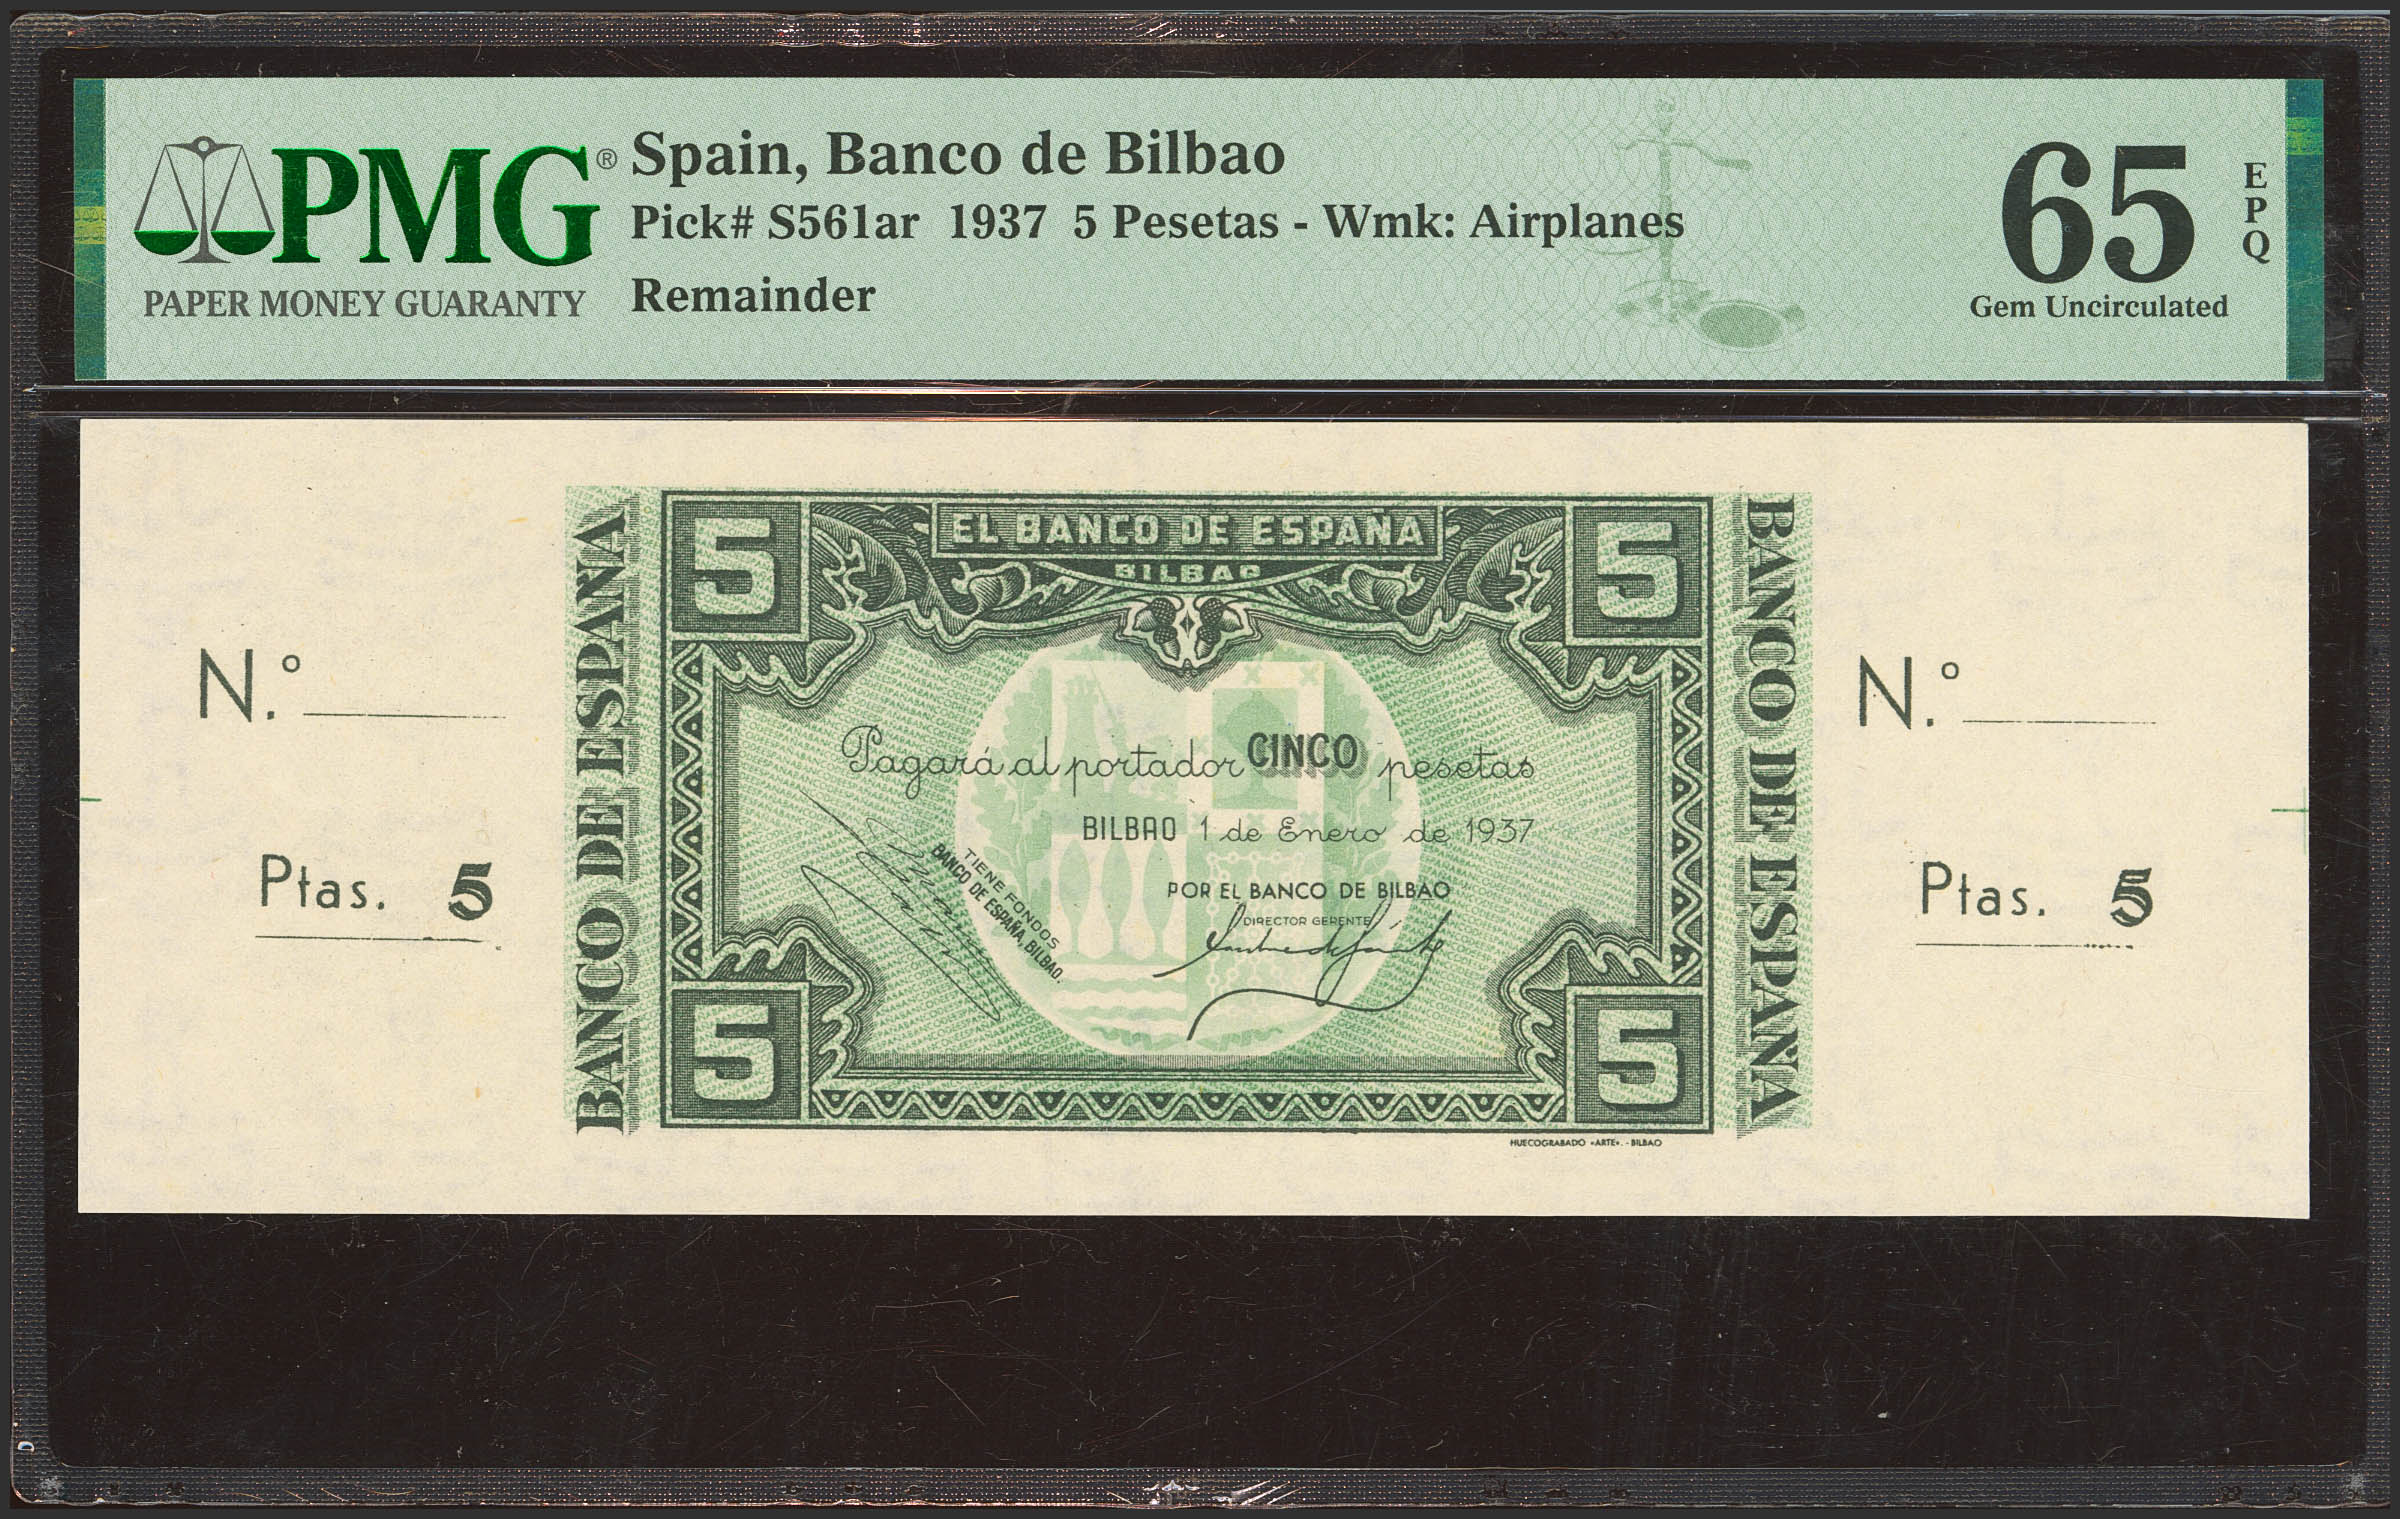 PMG®
PAPER MONEY GUARANTY
Spain, Banco de Bilbao
Pick# S561ar 1937 5 Pesetas - Wmk: Airplanes
Remainder
65
EPQ
Gem Uncirculated
N.º
Ptas. 5
BANCO DE ESPAÑA
5
5
EL BANCO DE ESPAÑA
BILBAO
Pagará al portador CINCO pesetas
BILBAO 1 de Enero de 1937
TIENE FONDOS
BANCO DE ESPAÑA, BILBAO.
POR EL BANCO DE BILBAO
DIRECTOR GERENTE
5
5
HUECOGRABADO «ARTE». - BILBAO
BANCO DE ESPAÑA
N.º
Ptas. 5